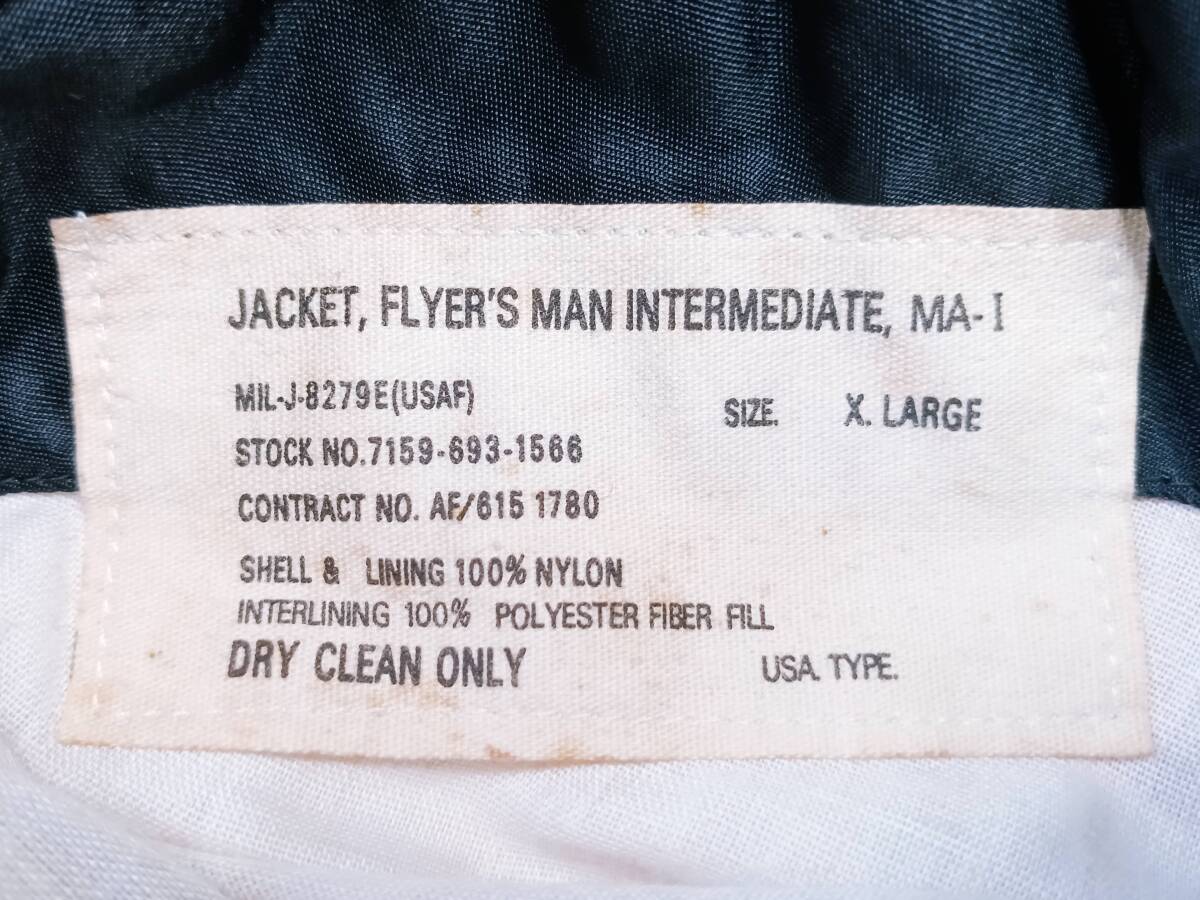 JACKET, FLYER'S MAN INTERMEDIATE, MA-I
MIL-J-8279E(USAF)
SIZE. X. LARGE
STOCK NO.7159-693-1566
CONTRACT NO. AF/615 1780
SHELL & LINING 100% NYLON
INTERLINING 100% POLYESTER FIBER FILL
DRY CLEAN ONLY USA. TYPE.